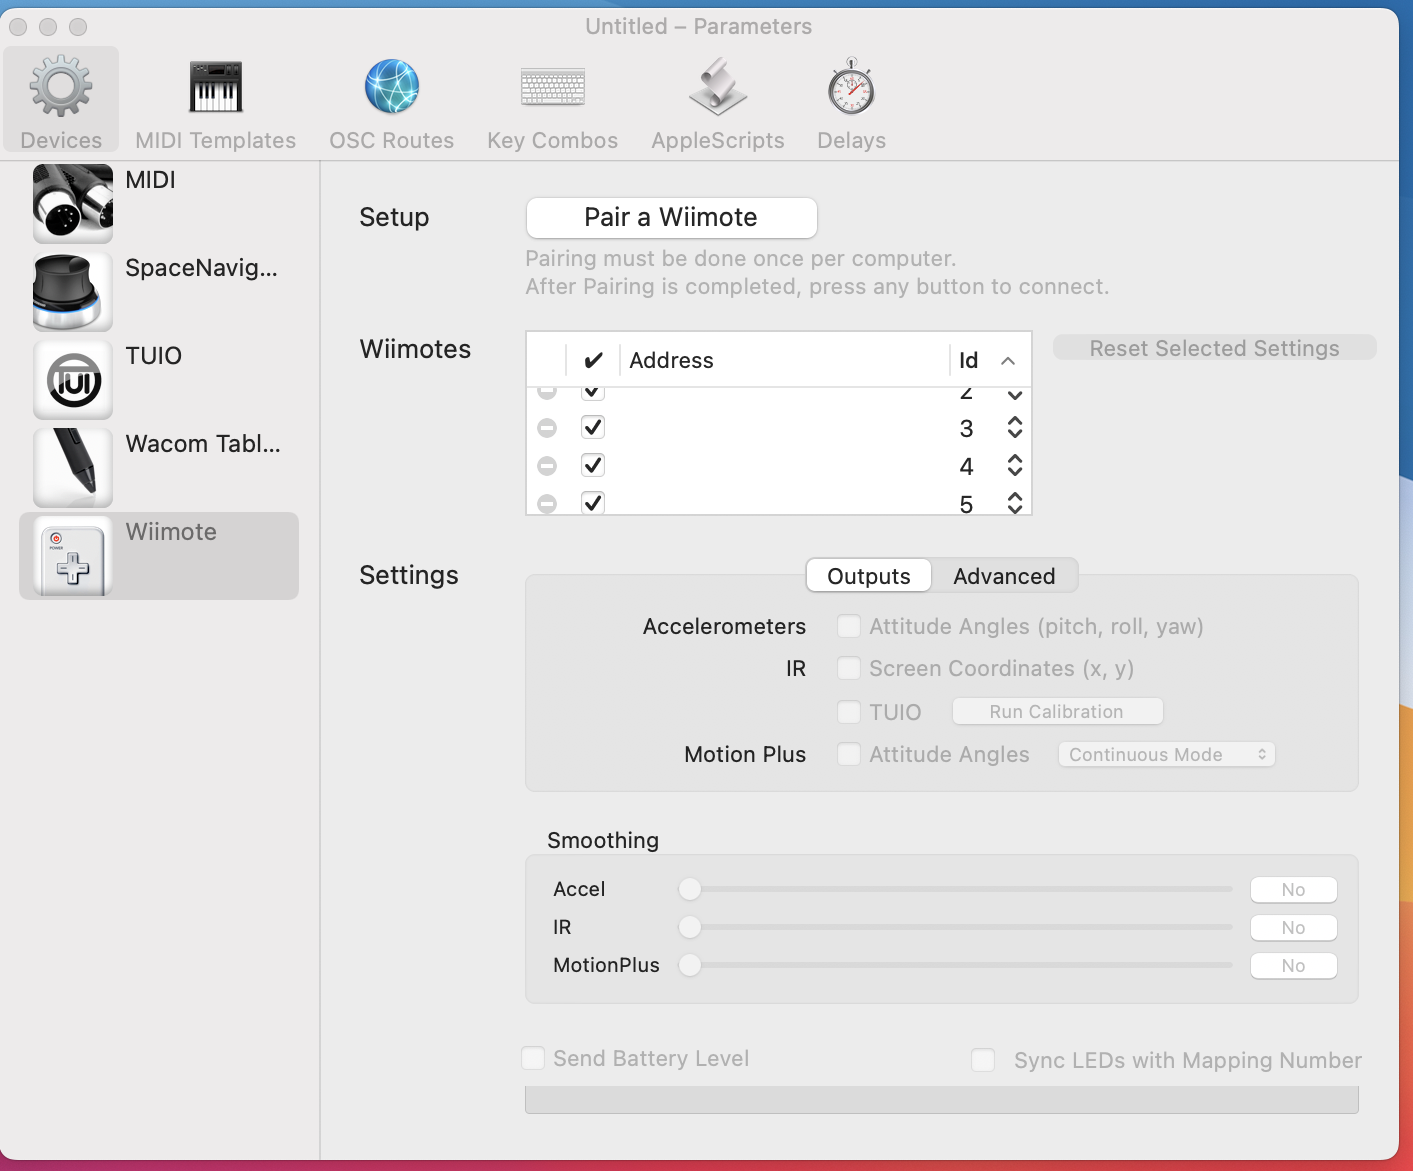 Untitled – Parameters
Devices
MIDI Templates
OSC Routes
Key Combos
AppleScripts
Delays
MIDI
SpaceNavig...
TUIO
Wacom Tabl...
Wiimote
POWER
Setup
Pair a Wiimote
Pairing must be done once per computer.
After Pairing is completed, press any button to connect.
Wiimotes
✔ Address Id
2
3
4
5
Reset Selected Settings
Settings
Outputs Advanced
Accelerometers Attitude Angles (pitch, roll, yaw)
IR Screen Coordinates (x, y)
TUIO Run Calibration
Motion Plus Attitude Angles Continuous Mode
Smoothing
Accel No
IR No
MotionPlus No
Send Battery Level Sync LEDs with Mapping Number